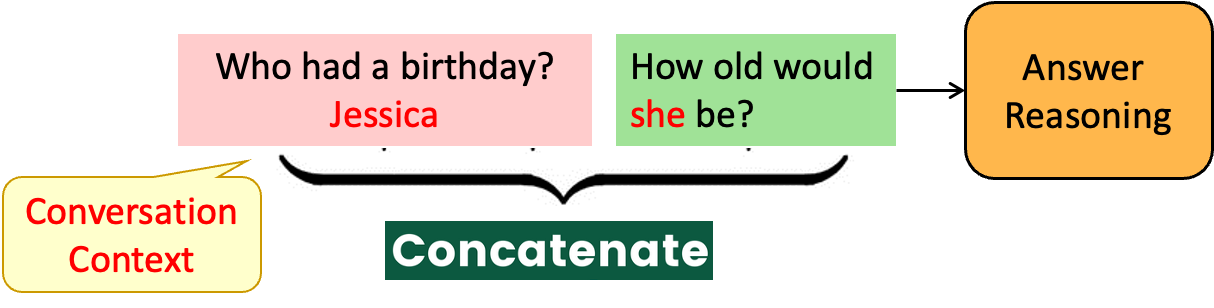 Who had a birthday?
Jessica
How old would
she be?
Answer
Reasoning
Conversation
Context
Concatenate